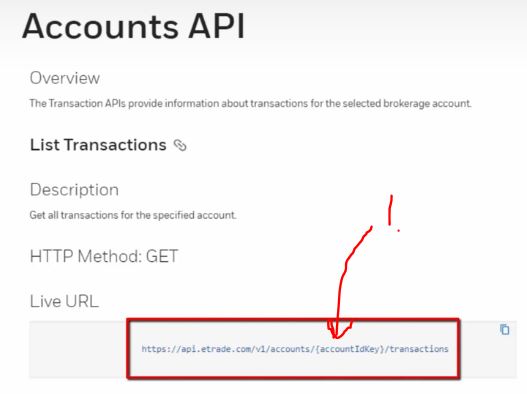 Accounts API
Overview
The Transaction APIs provide information about transactions for the selected brokerage account.
List Transactions
Description
Get all transactions for the specified account.
1.
HTTP Method: GET
Live URL
https://api.etrade.com/v1/accounts/{accountIdKey}/transactions